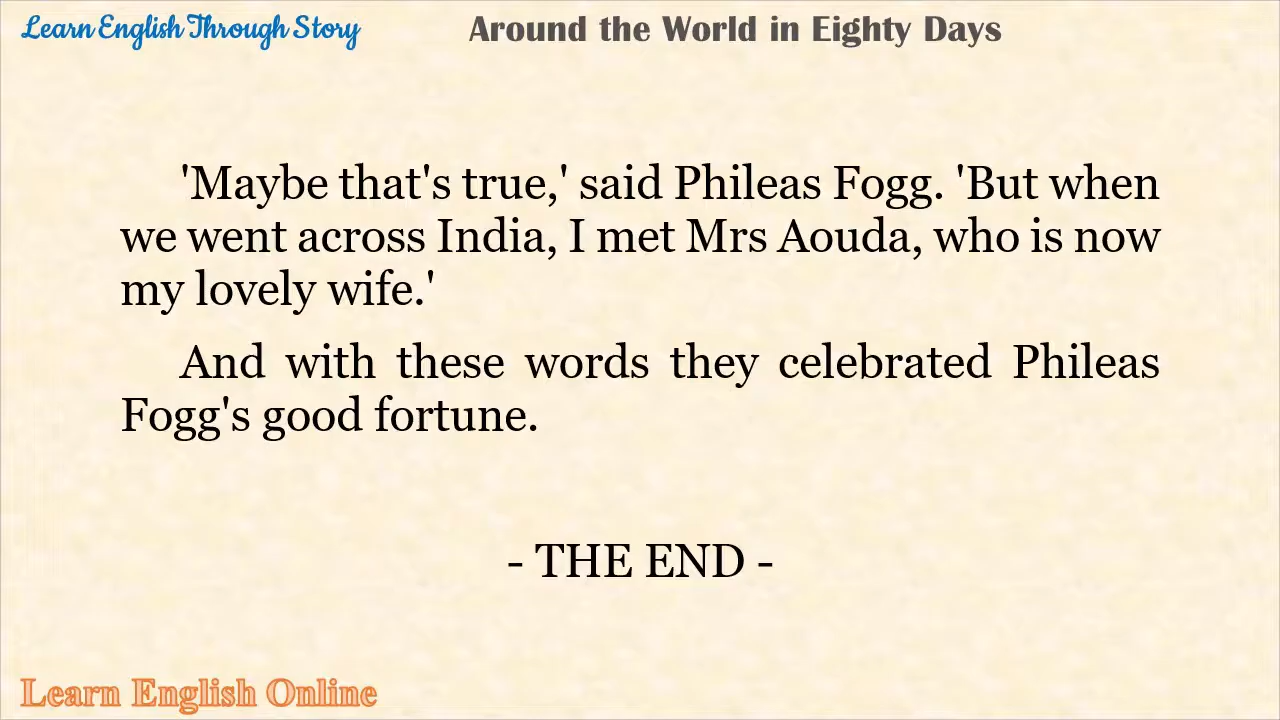 Learn English Through Story
Around the World in Eighty Days
'Maybe that's true,' said Phileas Fogg. 'But when
we went across India, I met Mrs Aouda, who is now
my lovely wife.'
And with these words they celebrated Phileas
Fogg's good fortune.
- THE END -
Learn English Online